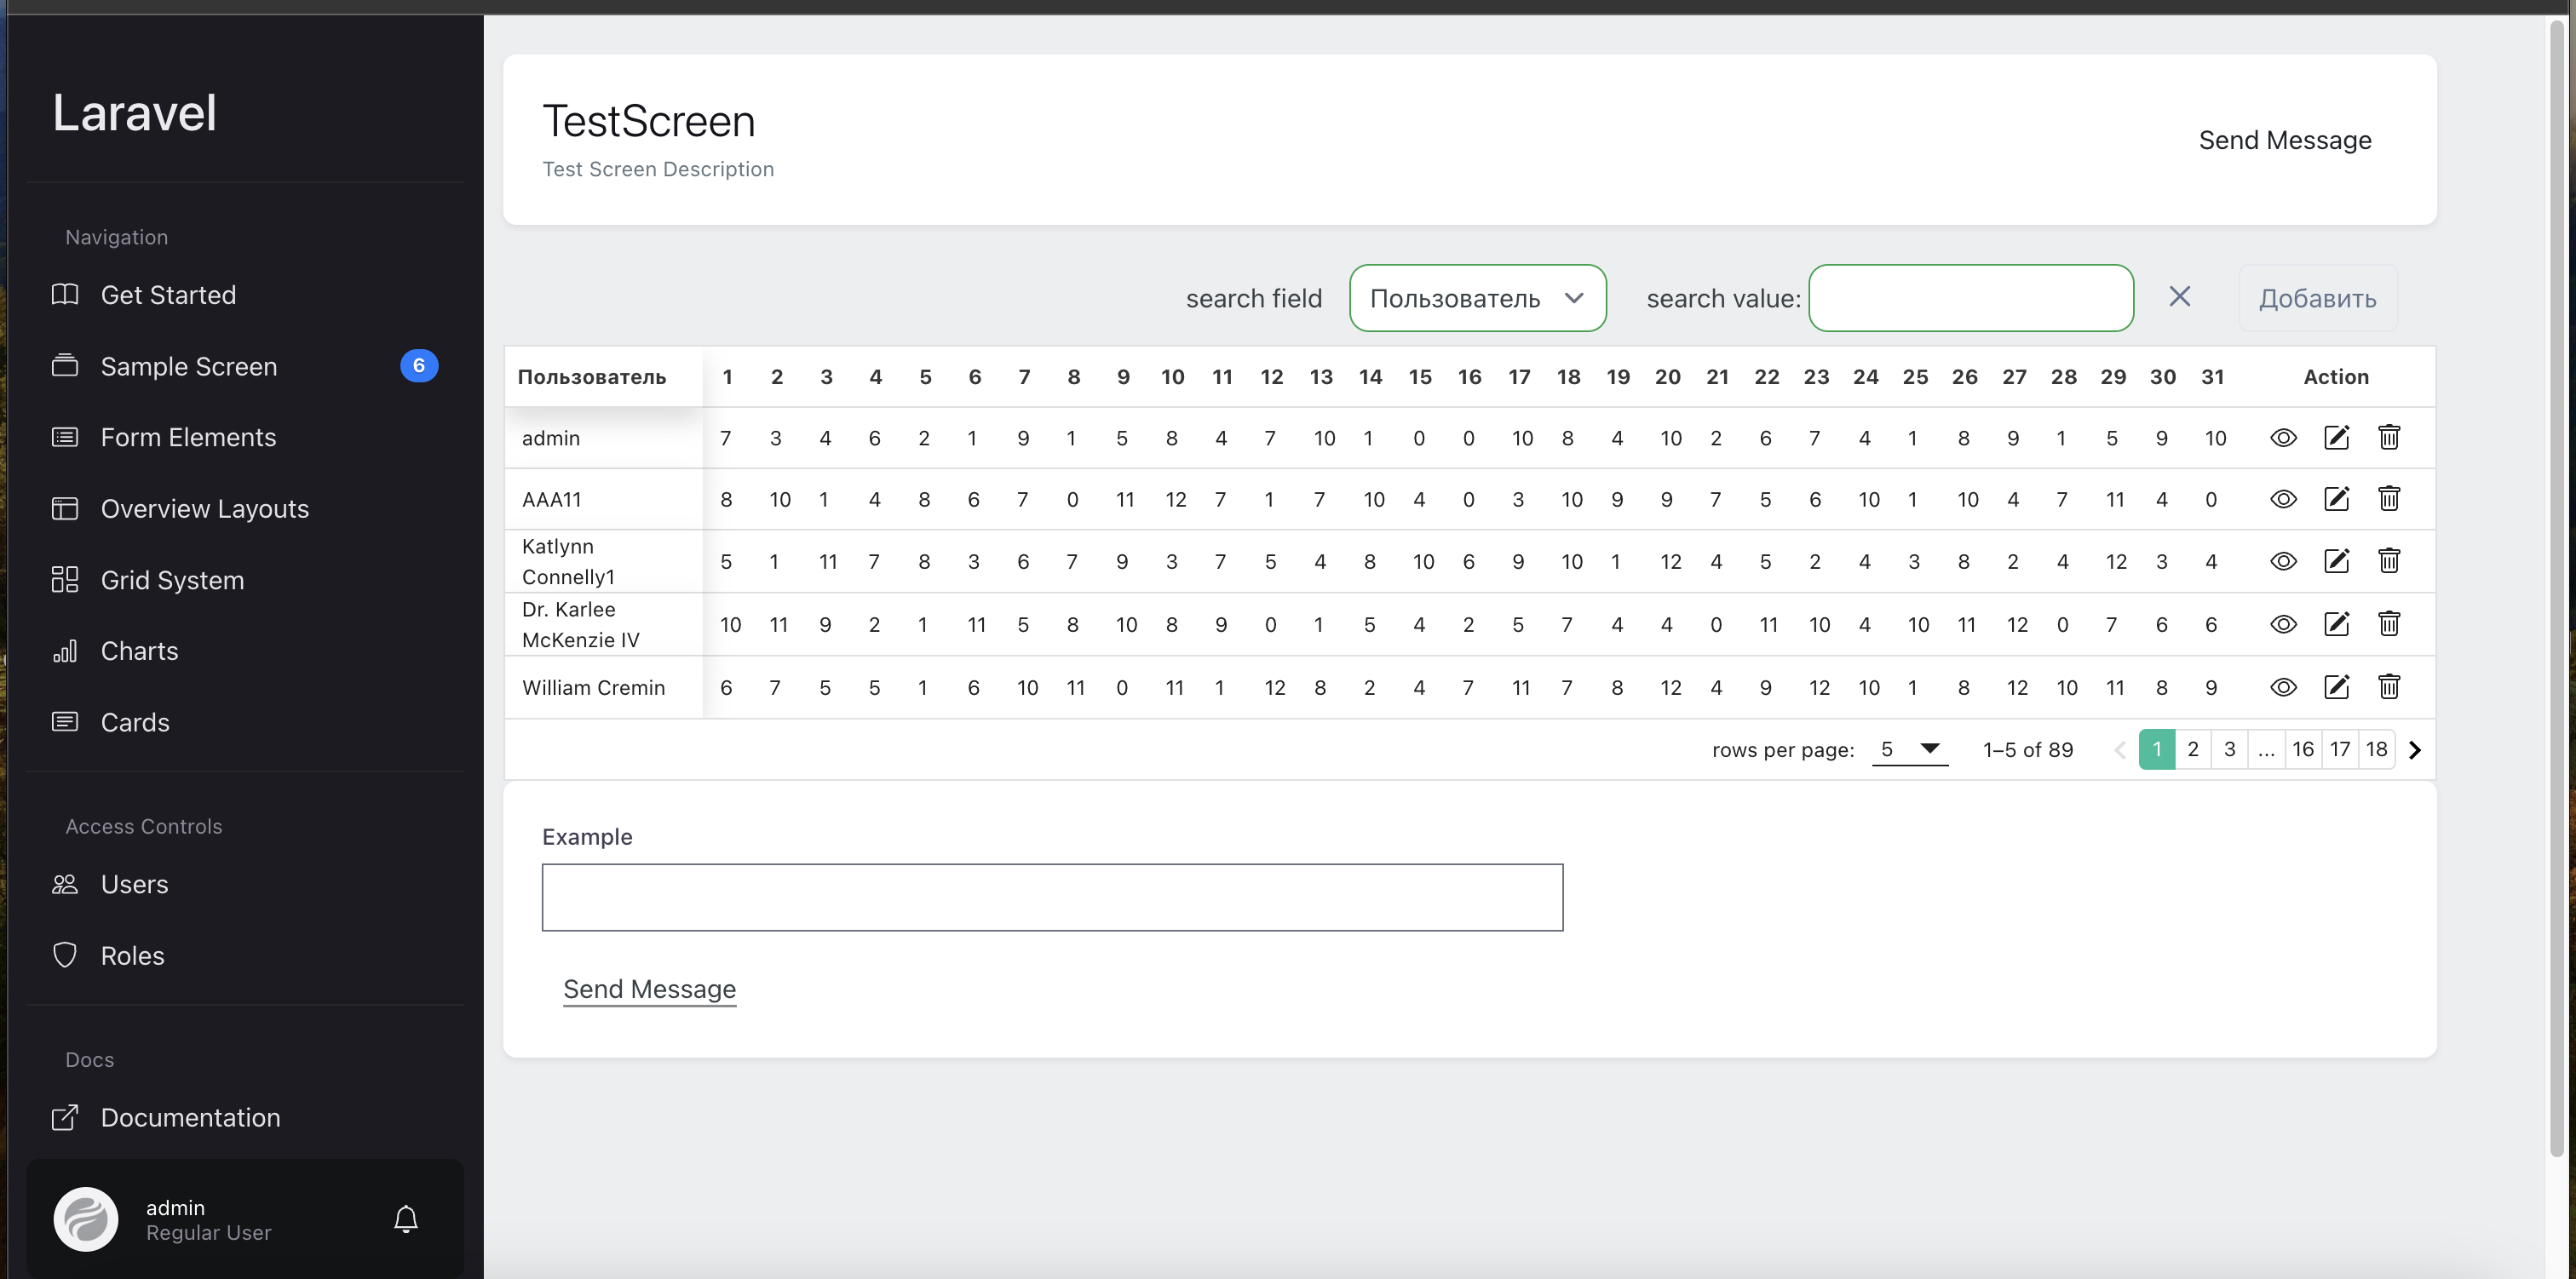 Laravel
Navigation
Get Started
Sample Screen 6
Form Elements
Overview Layouts
Grid System
Charts
Cards
Access Controls
Users
Roles
Docs
Documentation
admin
Regular User
TestScreen
Test Screen Description
Send Message
search field Пользователь search value: Добавить
Пользователь 1 2 3 4 5 6 7 8 9 10 11 12 13 14 15 16 17 18 19 20 21 22 23 24 25 26 27 28 29 30 31 Action
admin 7 3 4 6 2 1 9 1 5 8 4 7 10 1 0 0 10 8 4 10 2 6 7 4 1 8 9 1 5 9 10
AAA11 8 10 1 4 8 6 7 0 11 12 7 1 7 10 4 0 3 10 9 9 7 5 6 10 1 10 4 7 11 4 0
Katlynn
Connelly1 5 1 11 7 8 3 6 7 9 3 7 5 4 8 10 6 9 10 1 12 4 5 2 4 3 8 2 4 12 3 4
Dr. Karlee
McKenzie IV 10 11 9 2 1 11 5 8 10 8 9 0 1 5 4 2 5 7 4 4 0 11 10 4 10 11 12 0 7 6 6
William Cremin 6 7 5 5 1 6 10 11 0 11 1 12 8 2 4 7 11 7 8 12 4 9 12 10 1 8 12 10 11 8 9
rows per page: 5 1–5 of 89 1 2 3 ... 16 17 18
Example
Send Message